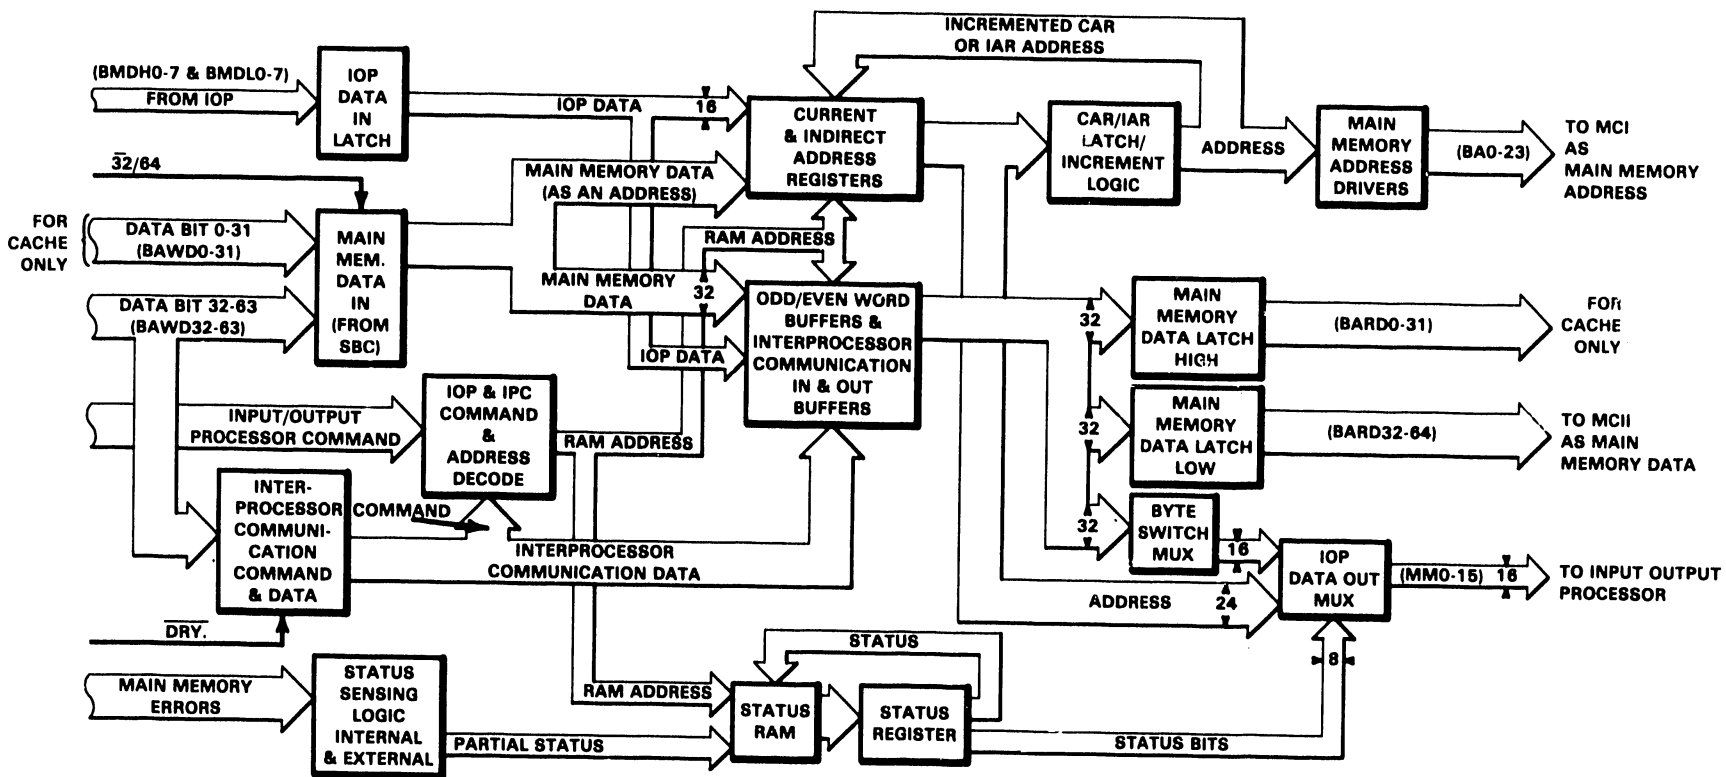 INCREMENTED CAR
OR IAR ADDRESS
(BMDH0-7 & BMDL0-7)
FROM IOP
IOP
DATA
IN
LATCH
IOP DATA
16
CURRENT
& INDIRECT
ADDRESS
REGISTERS
CAR/IAR
LATCH/
INCREMENT
LOGIC
ADDRESS
MAIN
MEMORY
ADDRESS
DRIVERS
(BA0-23)
TO MCI
AS
MAIN MEMORY
ADDRESS
32/64
MAIN MEMORY DATA
(AS AN ADDRESS)
FOR
CACHE
ONLY
DATA BIT 0-31
(BAWD0-31)
DATA BIT 32-63
(BAWD32-63)
MAIN
MEM.
DATA
IN
(FROM
SBC)
RAM ADDRESS
MAIN MEMORY
DATA
32
IOP DATA
ODD/EVEN WORD
BUFFERS &
INTERPROCESSOR
COMMUNICATION
IN & OUT
BUFFERS
32
MAIN
MEMORY
DATA LATCH
HIGH
(BARD0-31)
FOR
CACHE
ONLY
INPUT/OUTPUT
PROCESSOR COMMAND
IOP & IPC
COMMAND
&
ADDRESS
DECODE
RAM ADDRESS
32
MAIN
MEMORY
DATA LATCH
LOW
(BARD32-64)
TO MCII
AS MAIN
MEMORY DATA
INTER-
PROCESSOR
COMMUNI-
CATION
COMMAND
& DATA
COMMAND
INTERPROCESSOR
COMMUNICATION DATA
32
BYTE
SWITCH
MUX
16
IOP
DATA OUT
MUX
(MM0-15)
16
TO INPUT OUTPUT
PROCESSOR
ADDRESS
24
DRY.
MAIN MEMORY
ERRORS
STATUS
SENSING
LOGIC
INTERNAL
& EXTERNAL
STATUS
RAM ADDRESS
PARTIAL STATUS
STATUS
RAM
STATUS
REGISTER
STATUS BITS
8